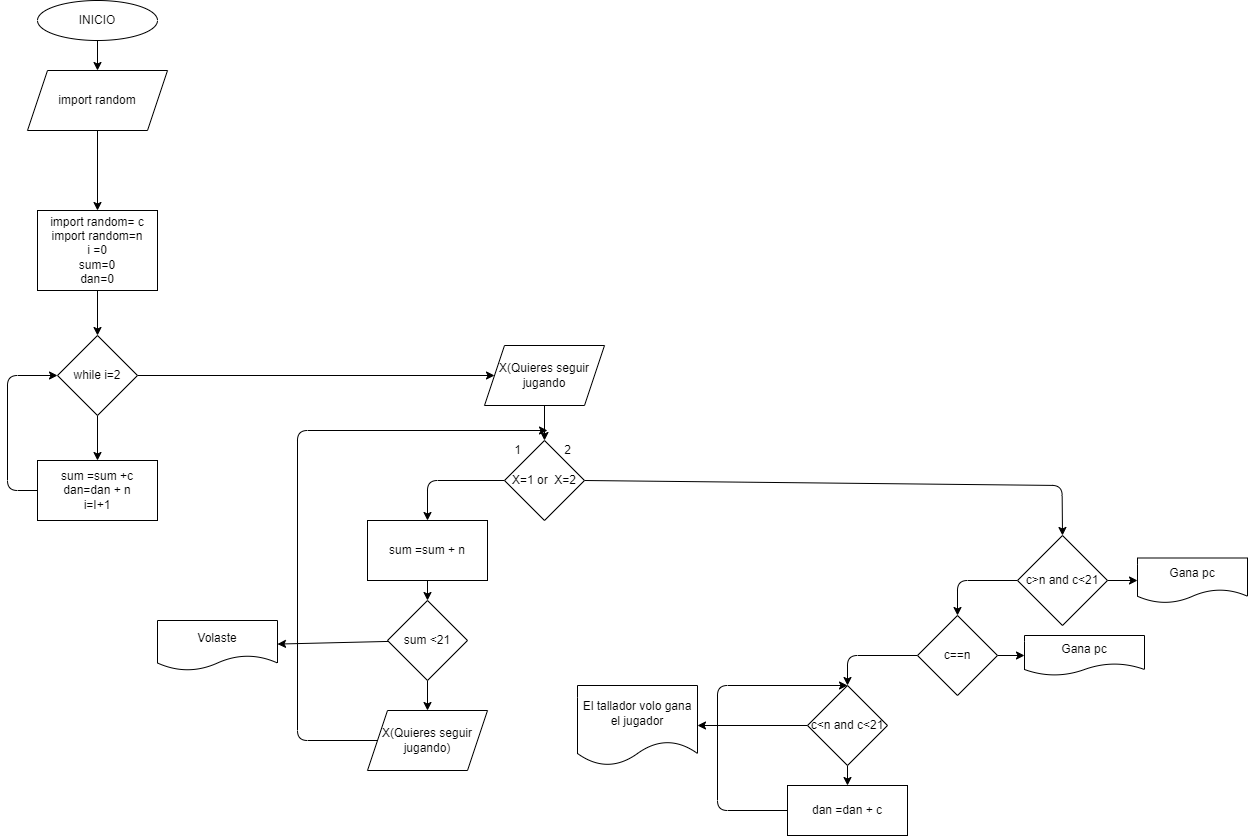 INICIO
import random
import random= c
import random=n
i =0
sum=0
dan=0
while i=2
sum =sum +c
dan=dan + n
i=I+1
X(Quieres seguir
jugando
1
2
X=1 or X=2
sum =sum + n
sum <21
Volaste
X(Quieres seguir
jugando)
c>n and c<21
Gana pc
c==n
Gana pc
c<n and c<21
El tallador volo gana
el jugador
dan =dan + c